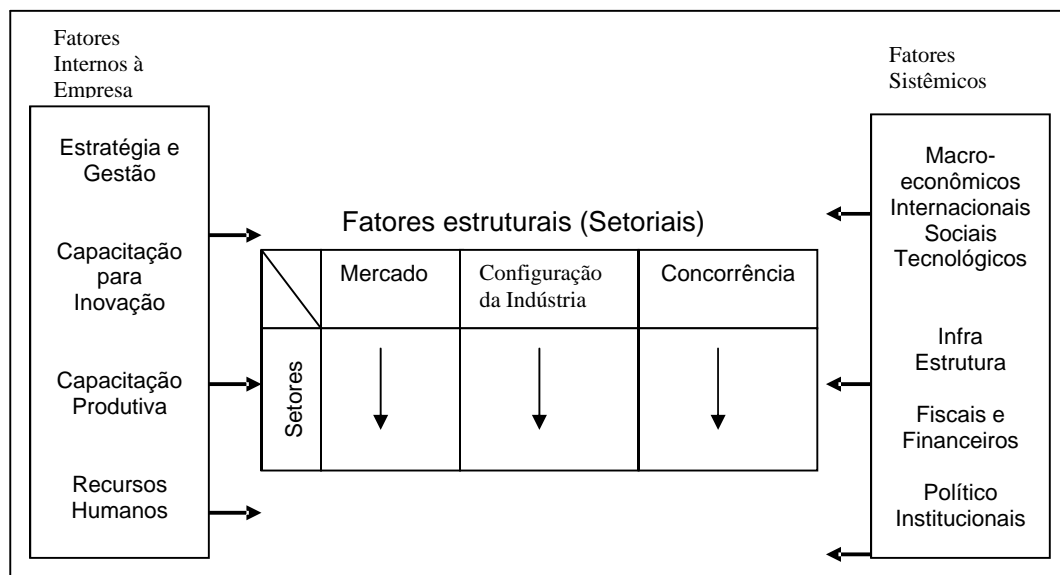 Fatores
Internos à
Empresa
Estratégia e
Gestão
Capacitação
para
Inovação
Capacitação
Produtiva
Recursos
Humanos
Fatores estruturais (Setoriais)
Mercado
Configuração
da Indústria
Concorrência
Setores
Fatores
Sistêmicos
Macro-
econômicos
Internacionais
Sociais
Tecnológicos
Infra
Estrutura
Fiscais e
Financeiros
Político
Institucionais